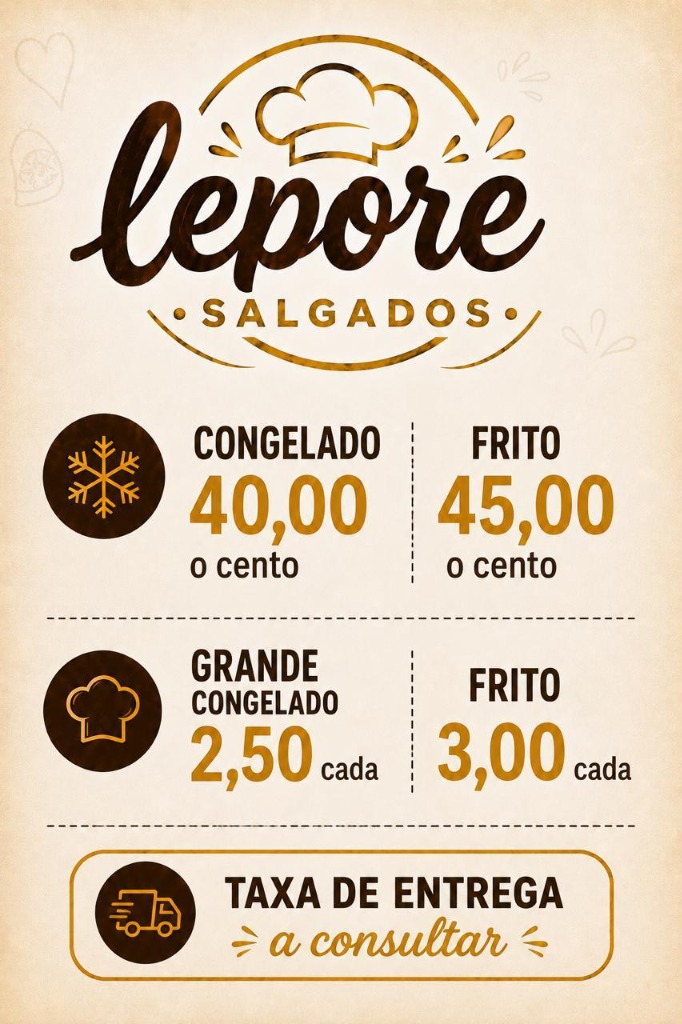 lepore
• SALGADOS •
CONGELADO
40,00
o cento
FRITO
45,00
o cento
GRANDE
CONGELADO
2,50 cada
FRITO
3,00 cada
TAXA DE ENTREGA
a consultar